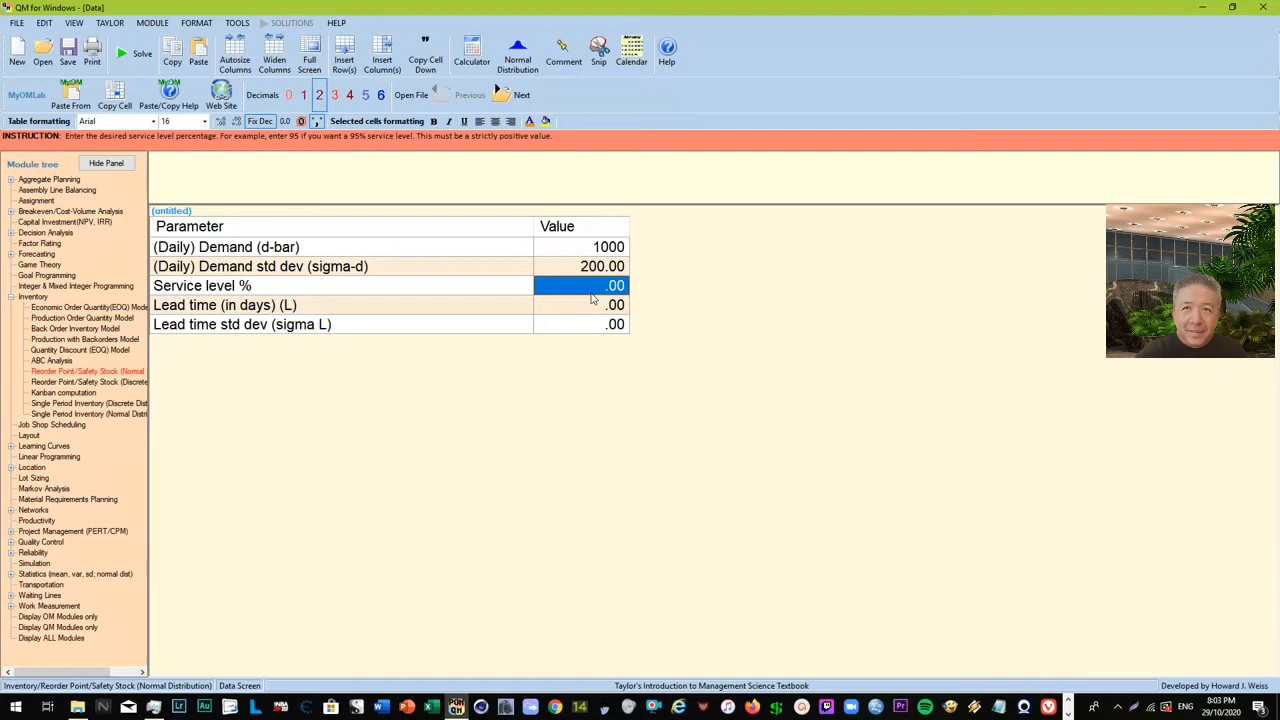 QM for Windows - [Data]
FILE EDIT VIEW TAYLOR MODULE FORMAT TOOLS SOLUTIONS HELP
New Open Save Print Solve Copy Paste Autosize Columns Widen Columns Full Screen Insert Row(s) Insert Column(s) Copy Cell Down Calculator Normal Distribution Comment Snip Calendar Help
MyOMLab Paste From Copy Cell Paste/Copy Help Web Site Decimals 0 1 2 3 4 5 6 Open File Previous Next
Table formatting Arial 16 Fix Dec 0.0 Selected cells formatting B I U A
INSTRUCTION: Enter the desired service level percentage. For example, enter 95 if you want a 95% service level. This must be a strictly positive value.
Module tree Hide Panel
Aggregate Planning
Assembly Line Balancing
Assignment
Breakeven/Cost-Volume Analysis
Capital Investment(NPV, IRR)
Decision Analysis
Factor Rating
Forecasting
Game Theory
Goal Programming
Integer & Mixed Integer Programming
Inventory
Economic Order Quantity(EOQ) Mode
Production Order Quantity Model
Back Order Inventory Model
Production with Backorders Model
Quantity Discount (EOQ) Model
ABC Analysis
Reorder Point/Safety Stock (Normal
Reorder Point/Safety Stock (Discrete
Kanban computation
Single Period Inventory (Discrete Dist
Single Period Inventory (Normal Distri
Job Shop Scheduling
Layout
Learning Curves
Linear Programming
Location
Lot Sizing
Markov Analysis
Material Requirements Planning
Networks
Productivity
Project Management (PERT/CPM)
Quality Control
Reliability
Simulation
Statistics (mean, var, sd; normal dist)
Transportation
Waiting Lines
Work Measurement
Display OM Modules only
Display QM Modules only
Display ALL Modules
(untitled)
Parameter Value
(Daily) Demand (d-bar) 1000
(Daily) Demand std dev (sigma-d) 200.00
Service level % .00
Lead time (in days) (L) .00
Lead time std dev (sigma L) .00
Inventory/Reorder Point/Safety Stock (Normal Distribution) Data Screen Taylor's Introduction to Management Science Textbook Developed by Howard J. Weiss
ENG 8:03 PM
29/10/2020